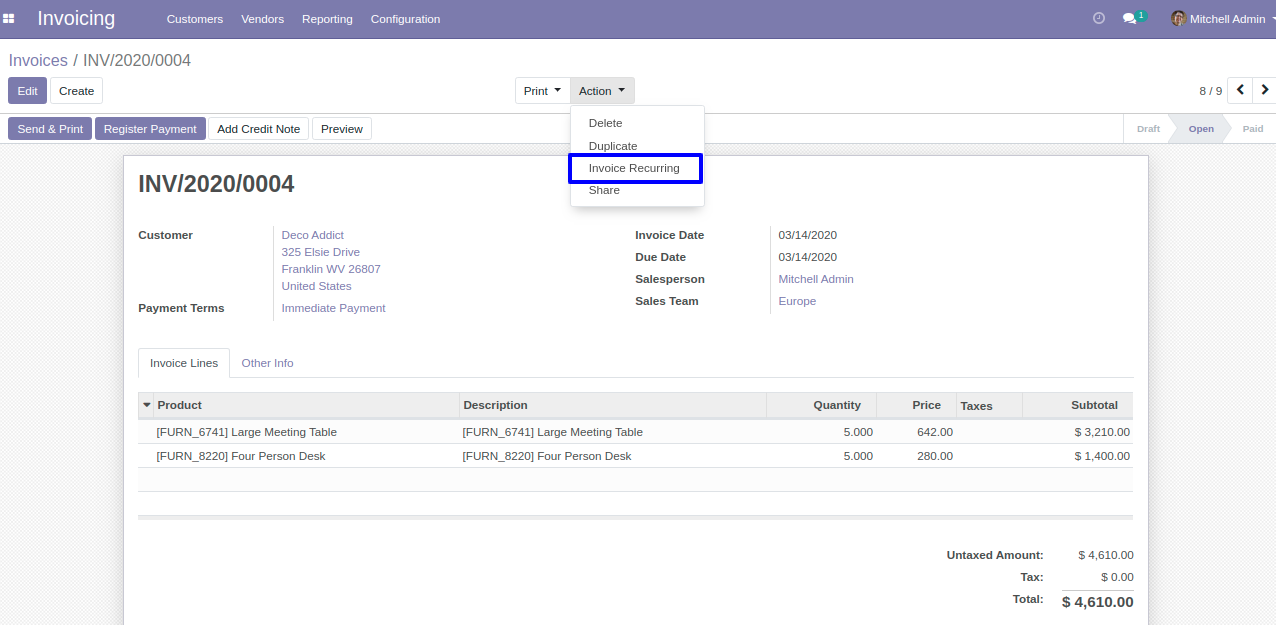 Invoicing Customers Vendors Reporting Configuration 1 Mitchell Admin
Invoices / INV/2020/0004
Edit Create Print Action 8 / 9
Send & Print Register Payment Add Credit Note Preview Draft Open Paid
Delete
Duplicate
Invoice Recurring
Share
INV/2020/0004
Customer Deco Addict Invoice Date 03/14/2020
325 Elsie Drive Due Date 03/14/2020
Franklin WV 26807 Salesperson Mitchell Admin
United States Sales Team Europe
Payment Terms Immediate Payment
Invoice Lines Other Info
Product Description Quantity Price Taxes Subtotal
[FURN_6741] Large Meeting Table [FURN_6741] Large Meeting Table 5.000 642.00 $ 3,210.00
[FURN_8220] Four Person Desk [FURN_8220] Four Person Desk 5.000 280.00 $ 1,400.00
Untaxed Amount: $ 4,610.00
Tax: $ 0.00
Total: $ 4,610.00